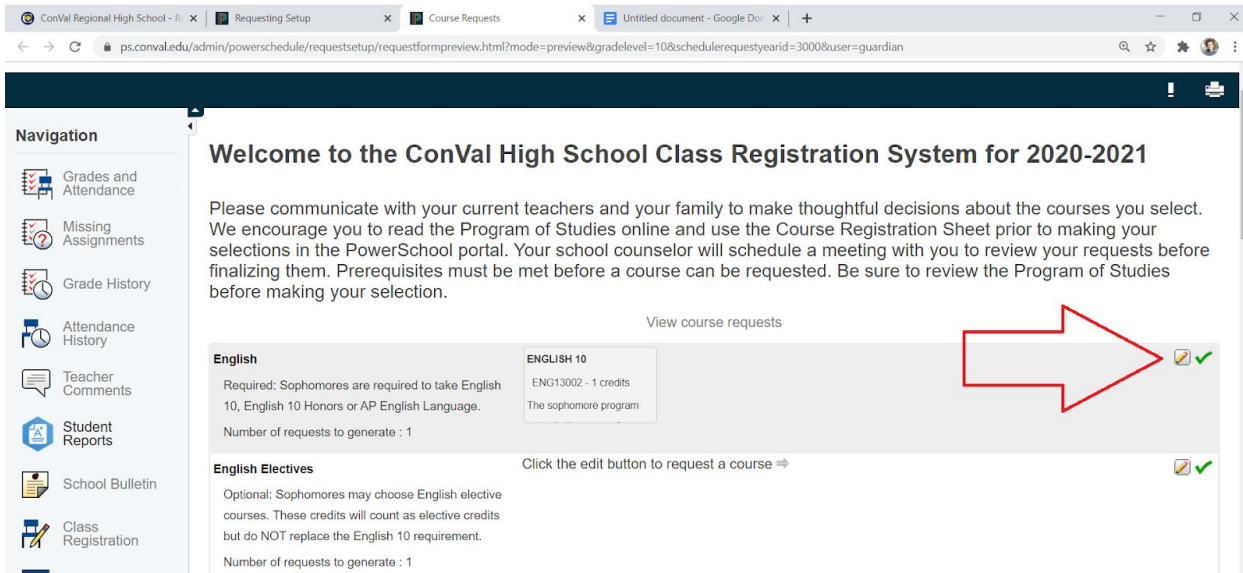 ConVal Regional High School - R
Requesting Setup
Course Requests
Untitled document - Google Doc
ps.conval.edu/admin/powerschedule/requestsetup/requestformpreview.html?mode=preview&gradelevel=10&schedulerequestyearid=3000&user=guardian
Navigation
Grades and
Attendance
Missing
Assignments
Grade History
Attendance
History
Teacher
Comments
Student
Reports
School Bulletin
Class
Registration
Welcome to the ConVal High School Class Registration System for 2020-2021
Please communicate with your current teachers and your family to make thoughtful decisions about the courses you select.
We encourage you to read the Program of Studies online and use the Course Registration Sheet prior to making your
selections in the PowerSchool portal. Your school counselor will schedule a meeting with you to review your requests before
finalizing them. Prerequisites must be met before a course can be requested. Be sure to review the Program of Studies
before making your selection.
View course requests
English
Required: Sophomores are required to take English
10, English 10 Honors or AP English Language.
Number of requests to generate : 1
ENGLISH 10
ENG13002 - 1 credits
The sophomore program
English Electives
Optional: Sophomores may choose English elective
courses. These credits will count as elective credits
but do NOT replace the English 10 requirement.
Number of requests to generate : 1
Click the edit button to request a course